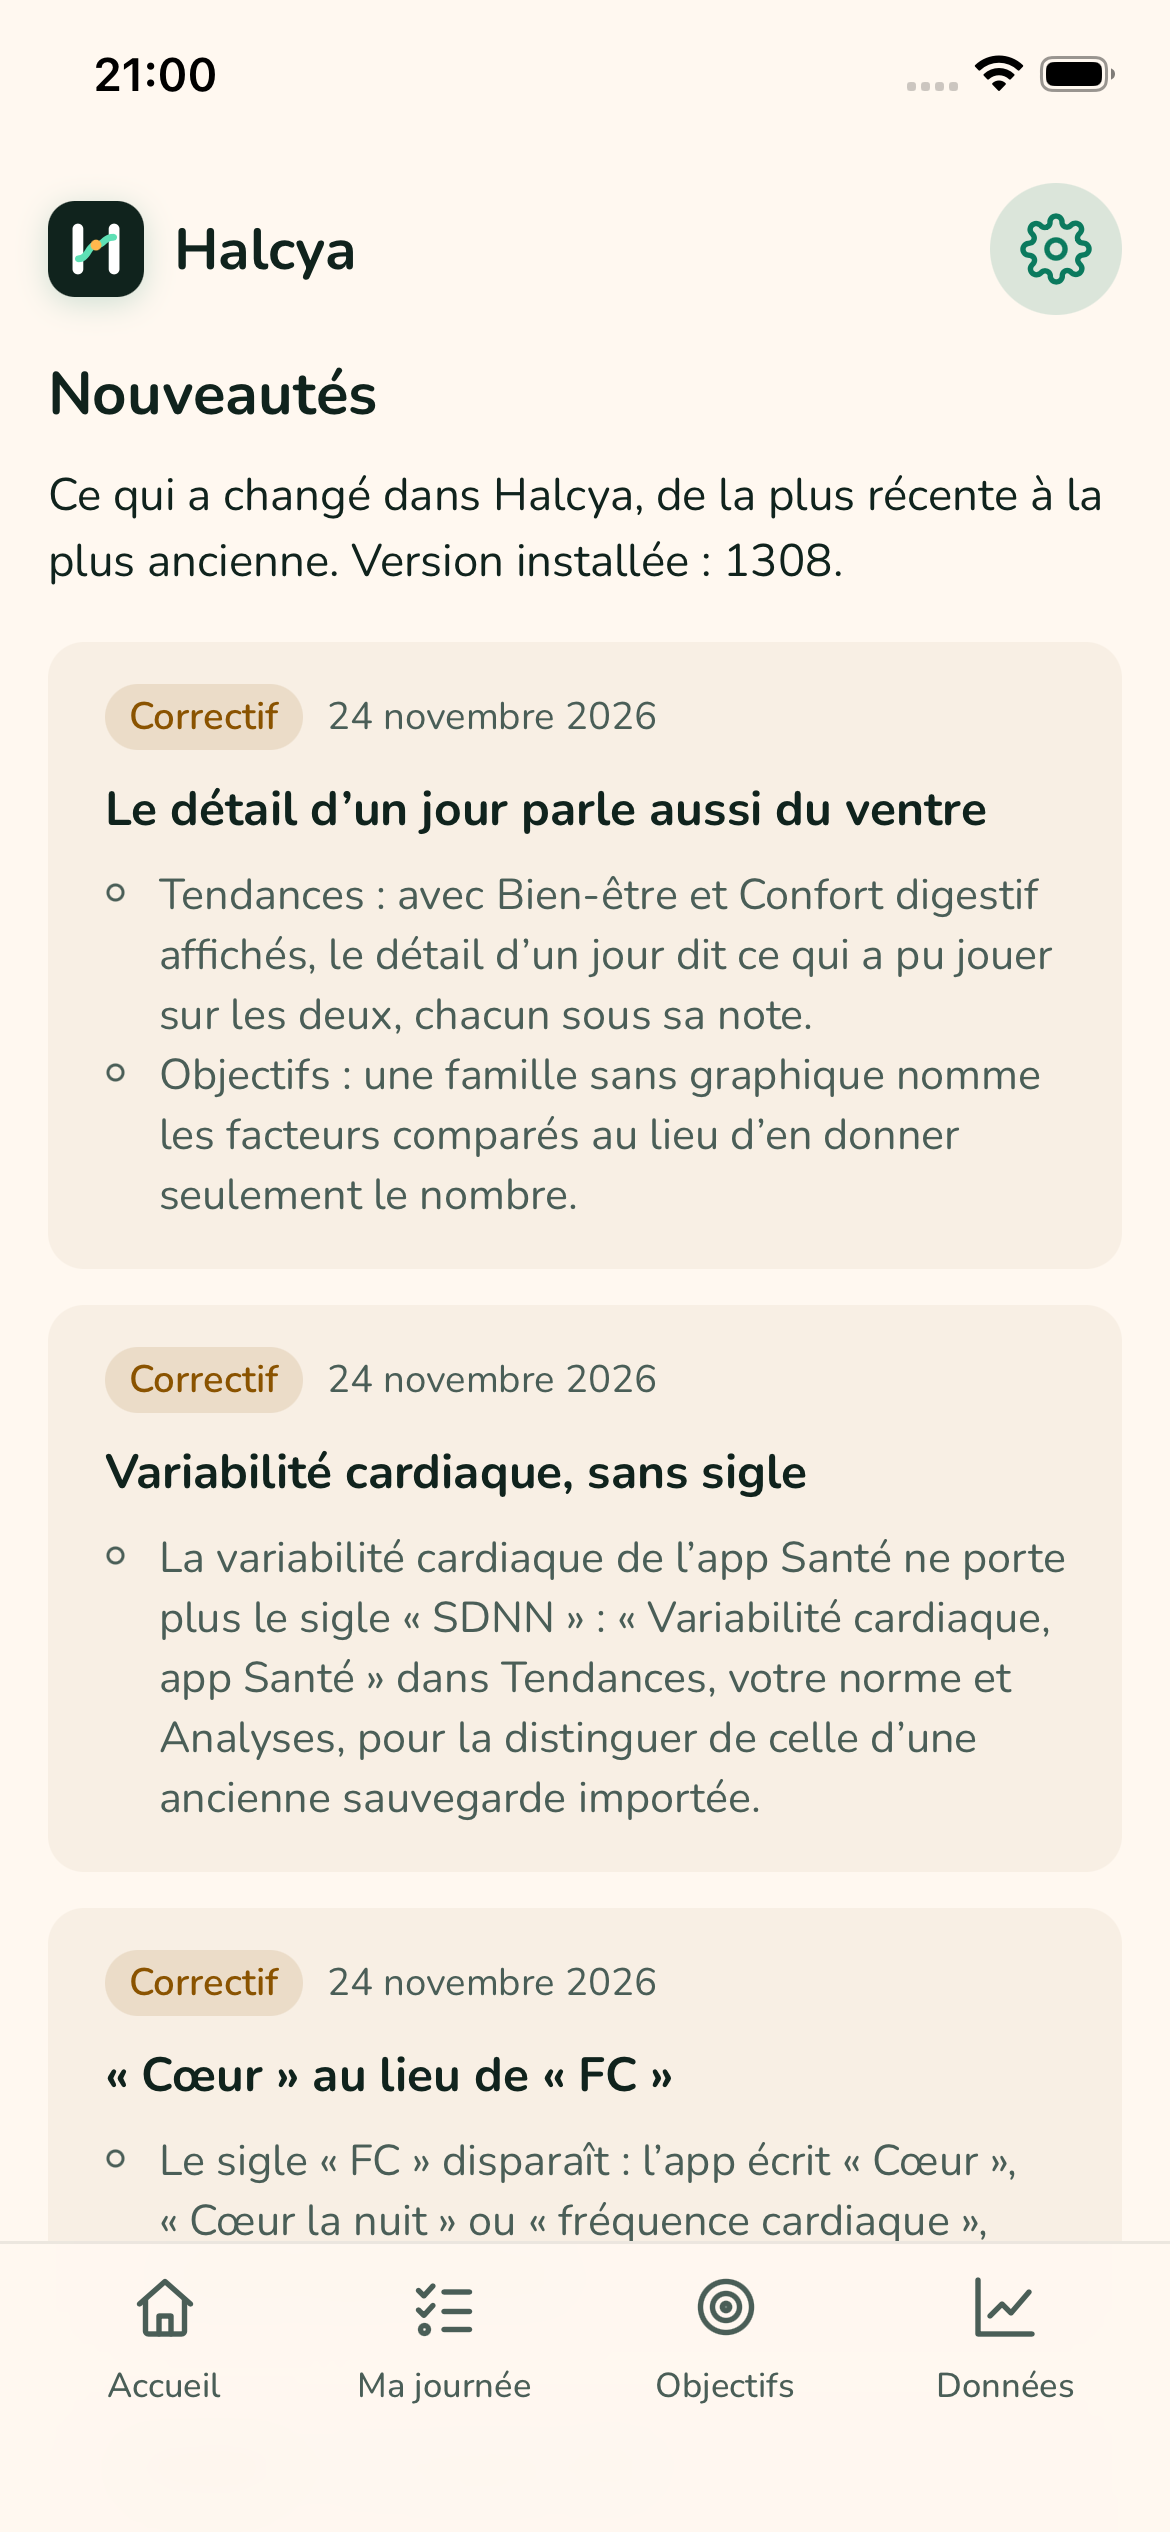 21:00
Halcya
Nouveautés
Ce qui a changé dans Halcya, de la plus récente à la
plus ancienne. Version installée : 1308.
Correctif 24 novembre 2026
Le détail d’un jour parle aussi du ventre
Tendances : avec Bien-être et Confort digestif
affichés, le détail d’un jour dit ce qui a pu jouer
sur les deux, chacun sous sa note.
Objectifs : une famille sans graphique nomme
les facteurs comparés au lieu d’en donner
seulement le nombre.
Correctif 24 novembre 2026
Variabilité cardiaque, sans sigle
La variabilité cardiaque de l’app Santé ne porte
plus le sigle « SDNN » : « Variabilité cardiaque,
app Santé » dans Tendances, votre norme et
Analyses, pour la distinguer de celle d’une
ancienne sauvegarde importée.
Correctif 24 novembre 2026
« Cœur » au lieu de « FC »
Le sigle « FC » disparaît : l’app écrit « Cœur »,
« Cœur la nuit » ou « fréquence cardiaque »,
Accueil
Ma journée
Objectifs
Données